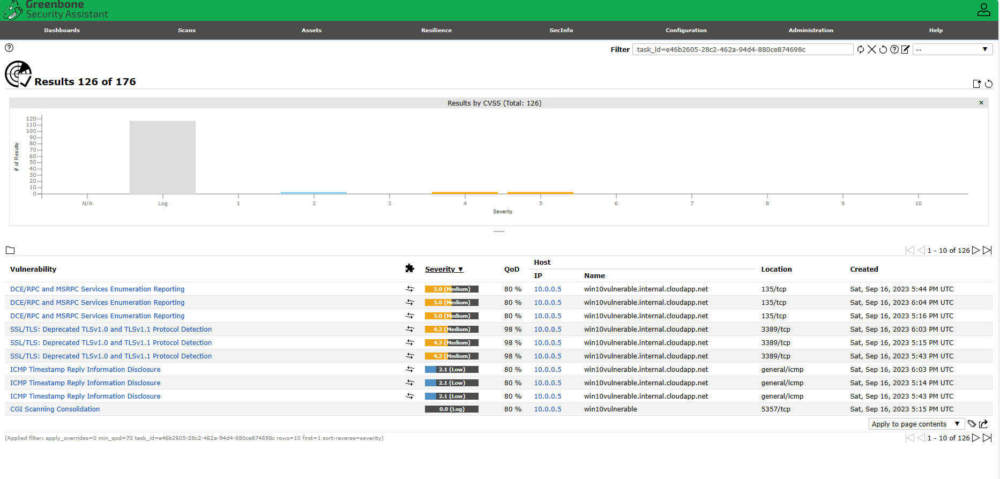 Greenbone
Security Assistant
Dashboards Scans Assets Resilience SecInfo Configuration Administration Help
Filter task_id=e46b2605-28c2-462a-94d4-880ce874698c --
Results 126 of 176
Results by CVSS (Total: 126)
120
110
100
90
80
70
60
50
40
30
20
10
0
# of Results
N/A Log 1 2 3 4 5 6 7 8 9 10
Severity
1 - 10 of 126
Vulnerability Severity ▼ QoD Host Location Created
IP Name
DCE/RPC and MSRPC Services Enumeration Reporting 5.0 (Medium) 80 % 10.0.0.5 win10vulnerable.internal.cloudapp.net 135/tcp Sat, Sep 16, 2023 5:44 PM UTC
DCE/RPC and MSRPC Services Enumeration Reporting 5.0 (Medium) 80 % 10.0.0.5 win10vulnerable.internal.cloudapp.net 135/tcp Sat, Sep 16, 2023 6:04 PM UTC
DCE/RPC and MSRPC Services Enumeration Reporting 5.0 (Medium) 80 % 10.0.0.5 win10vulnerable.internal.cloudapp.net 135/tcp Sat, Sep 16, 2023 5:16 PM UTC
SSL/TLS: Deprecated TLSv1.0 and TLSv1.1 Protocol Detection 4.3 (Medium) 98 % 10.0.0.5 win10vulnerable.internal.cloudapp.net 3389/tcp Sat, Sep 16, 2023 6:03 PM UTC
SSL/TLS: Deprecated TLSv1.0 and TLSv1.1 Protocol Detection 4.3 (Medium) 98 % 10.0.0.5 win10vulnerable.internal.cloudapp.net 3389/tcp Sat, Sep 16, 2023 5:15 PM UTC
SSL/TLS: Deprecated TLSv1.0 and TLSv1.1 Protocol Detection 4.3 (Medium) 98 % 10.0.0.5 win10vulnerable.internal.cloudapp.net 3389/tcp Sat, Sep 16, 2023 5:43 PM UTC
ICMP Timestamp Reply Information Disclosure 2.1 (Low) 80 % 10.0.0.5 win10vulnerable.internal.cloudapp.net general/icmp Sat, Sep 16, 2023 6:03 PM UTC
ICMP Timestamp Reply Information Disclosure 2.1 (Low) 80 % 10.0.0.5 win10vulnerable.internal.cloudapp.net general/icmp Sat, Sep 16, 2023 5:14 PM UTC
ICMP Timestamp Reply Information Disclosure 2.1 (Low) 80 % 10.0.0.5 win10vulnerable.internal.cloudapp.net general/icmp Sat, Sep 16, 2023 5:43 PM UTC
CGI Scanning Consolidation 0.0 (Log) 80 % 10.0.0.5 win10vulnerable 5357/tcp Sat, Sep 16, 2023 5:15 PM UTC
Apply to page contents ▼
(Applied filter: apply_overrides=0 min_qod=70 task_id=e46b2605-28c2-462a-94d4-880ce874698c rows=10 first=1 sort-reverse=severity) 1 - 10 of 126